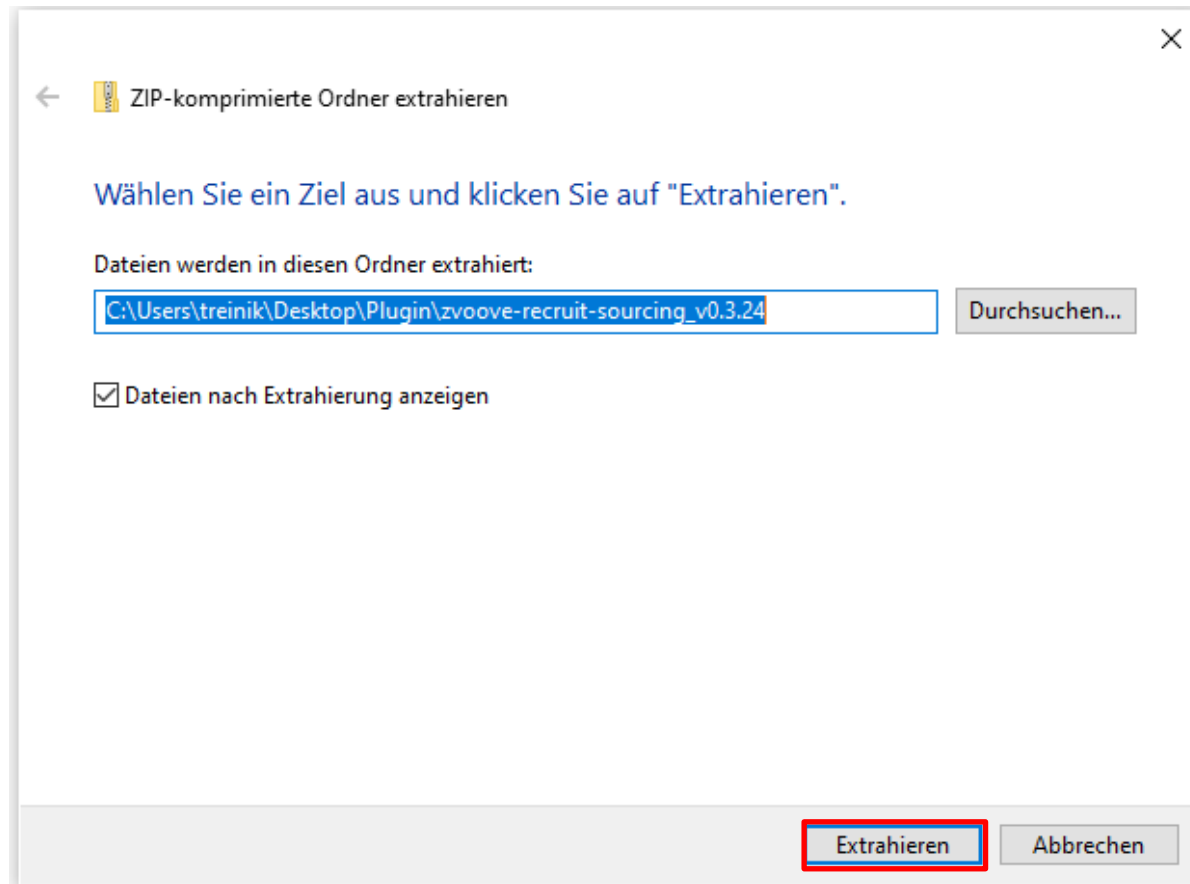 ZIP-komprimierte Ordner extrahieren
Wählen Sie ein Ziel aus und klicken Sie auf "Extrahieren".
Dateien werden in diesen Ordner extrahiert:
C:\Users\treinik\Desktop\Plugin\zvoove-recruit-sourcing_v0.3.24
Durchsuchen...
Dateien nach Extrahierung anzeigen
Extrahieren
Abbrechen